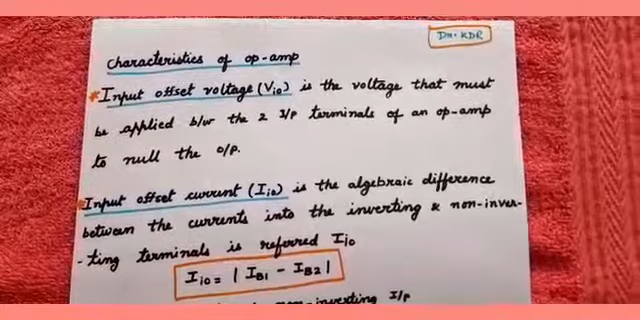 Dr. KDR
Characteristics of op-amp
* Input offset voltage (Vio) is the voltage that must
be applied b/w the 2 I/P terminals of an op-amp
to null the o/p.
* Input offset current (Iio) is the algebraic difference
between the currents into the inverting & non-inver-
-ting terminals is referred Iio
Iio = | IB1 - IB2 |
non-inverting I/p